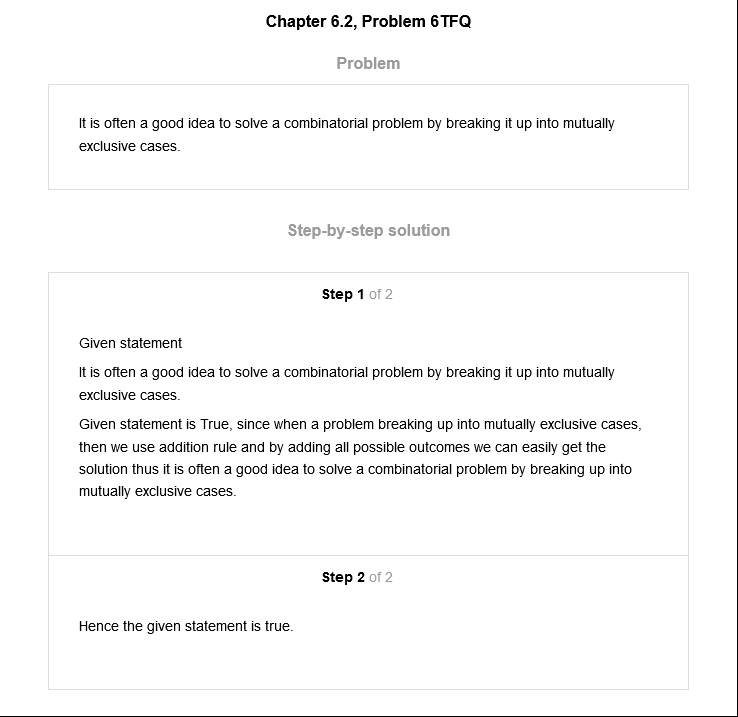 Chapter 6.2, Problem 6TFQ
Problem
It is often a good idea to solve a combinatorial problem by breaking it up into mutually
exclusive cases.
Step-by-step solution
Step 1 of 2
Given statement
It is often a good idea to solve a combinatorial problem by breaking it up into mutually
exclusive cases.
Given statement is True, since when a problem breaking up into mutually exclusive cases,
then we use addition rule and by adding all possible outcomes we can easily get the
solution thus it is often a good idea to solve a combinatorial problem by breaking up into
mutually exclusive cases.
Step 2 of 2
Hence the given statement is true.